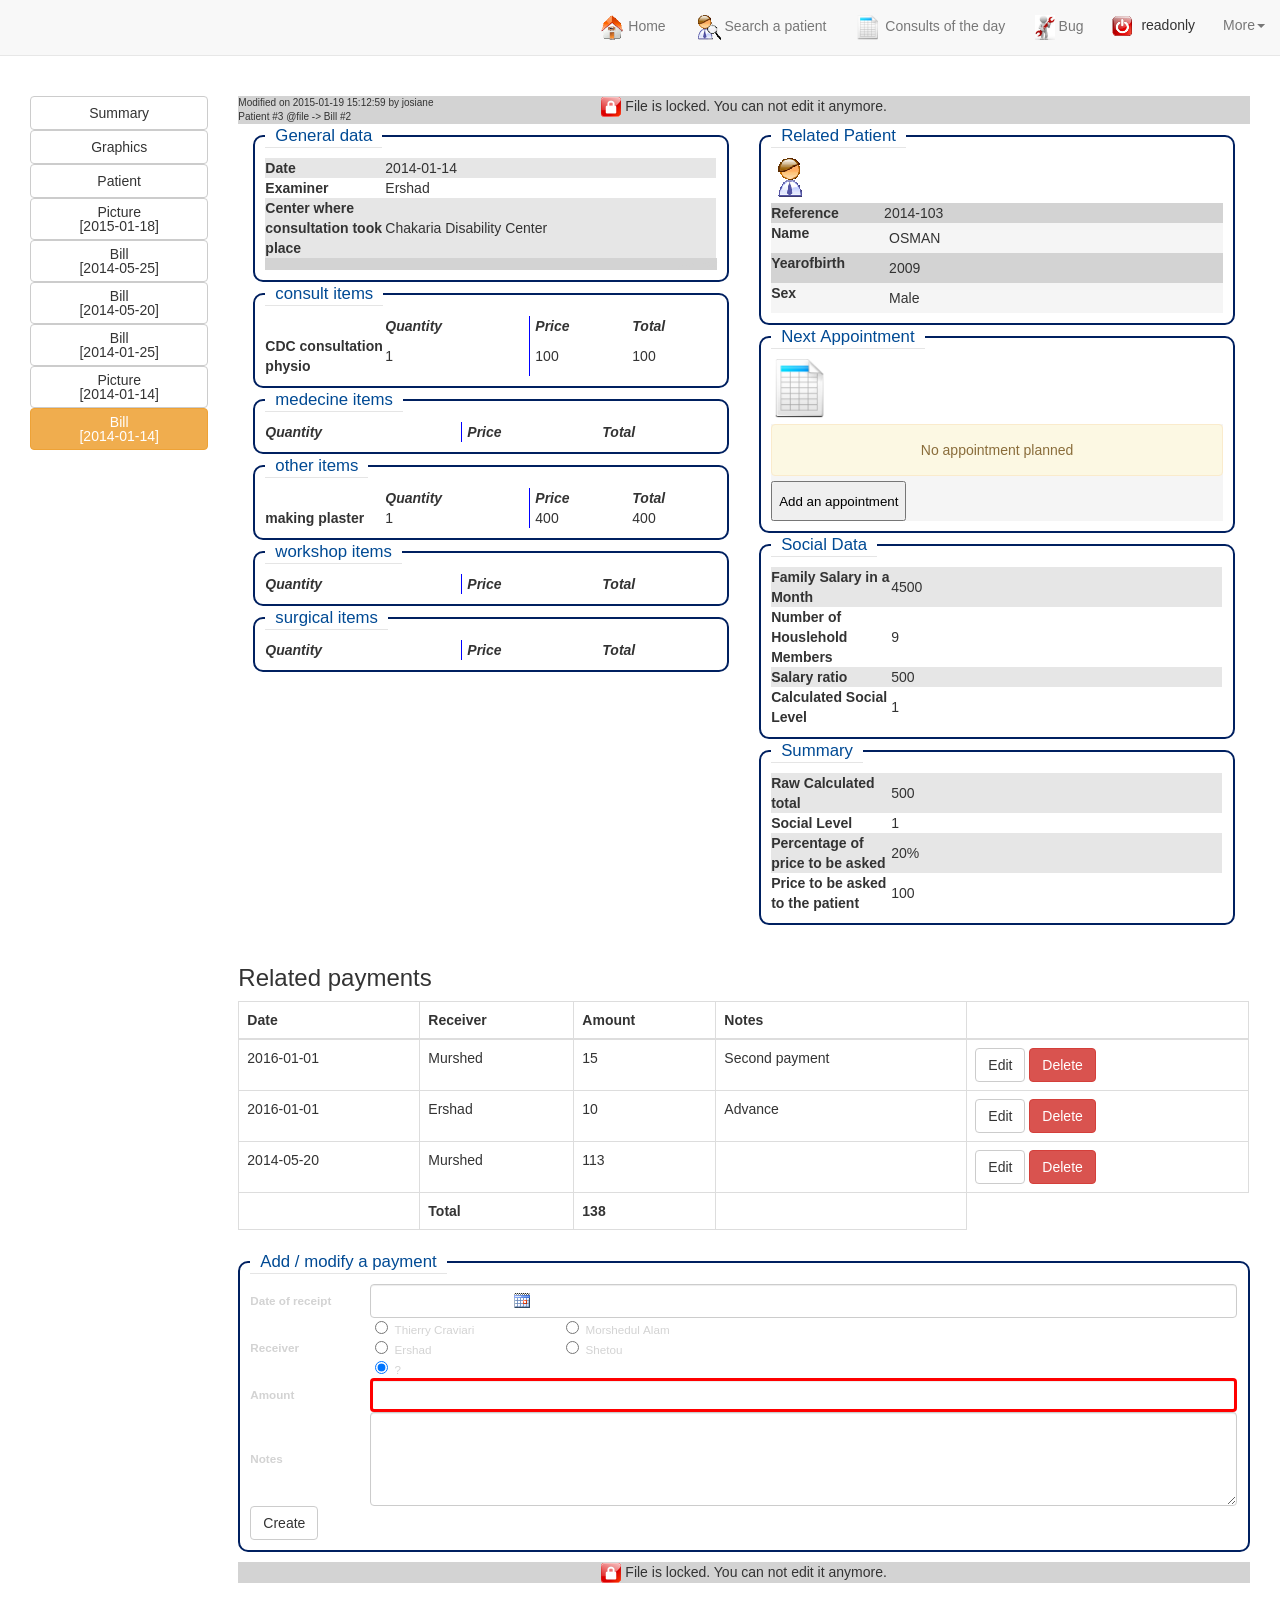 Home Search a patient Consults of the day Bug readonly More
Summary
Graphics
Patient
Picture
[2015-01-18]
Bill
[2014-05-25]
Bill
[2014-05-20]
Bill
[2014-01-25]
Picture
[2014-01-14]
Bill
[2014-01-14]
Modified on 2015-01-19 15:12:59 by josiane
Patient #3 @file -> Bill #2
File is locked. You can not edit it anymore.
General data
Date 2014-01-14
Examiner Ershad
Center where
consultation took Chakaria Disability Center
place
consult items
Quantity Price Total
CDC consultation
physio 1 100 100
medecine items
Quantity Price Total
other items
Quantity Price Total
making plaster 1 400 400
workshop items
Quantity Price Total
surgical items
Quantity Price Total
Related Patient
Reference 2014-103
Name OSMAN
Yearofbirth 2009
Sex Male
Next Appointment
No appointment planned
Add an appointment
Social Data
Family Salary in a
Month 4500
Number of
Houslehold 9
Members
Salary ratio 500
Calculated Social
Level 1
Summary
Raw Calculated
total 500
Social Level 1
Percentage of
price to be asked 20%
Price to be asked
to the patient 100
Related payments
Date Receiver Amount Notes
2016-01-01 Murshed 15 Second payment Edit Delete
2016-01-01 Ershad 10 Advance Edit Delete
2014-05-20 Murshed 113 Edit Delete
Total 138
Add / modify a payment
Date of receipt
Receiver
Thierry Craviari Morshedul Alam
Ershad Shetou
?
Amount
Notes
Create
File is locked. You can not edit it anymore.